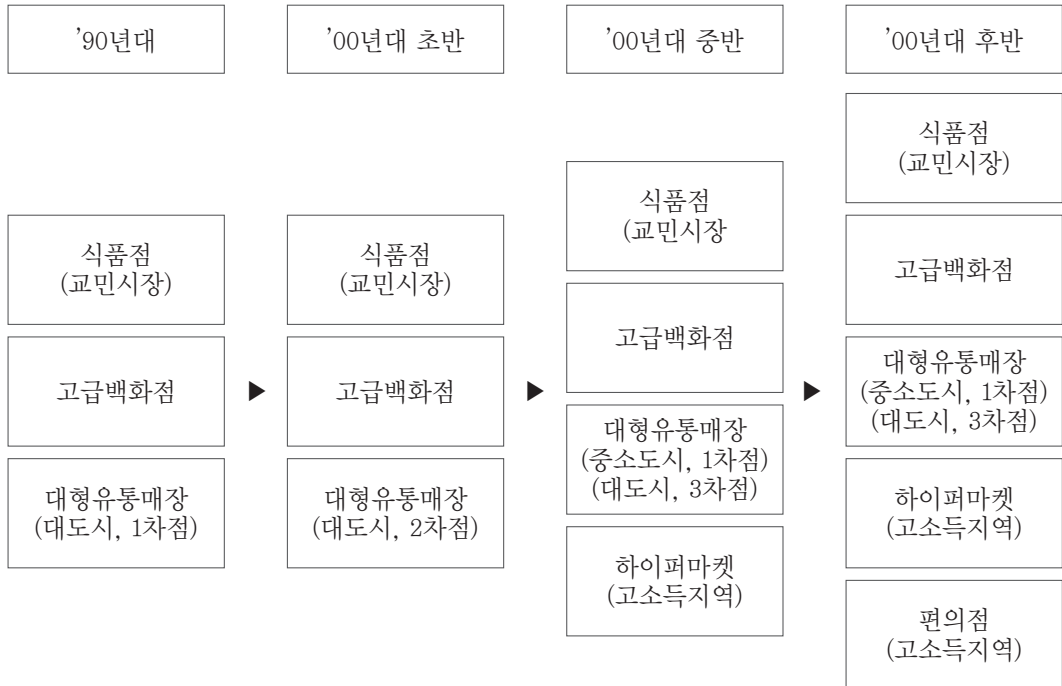 ’90년대
’00년대 초반
’00년대 중반
’00년대 후반
식품점
(교민시장)
고급백화점
대형유통매장
(대도시, 1차점)
▶
식품점
(교민시장)
고급백화점
대형유통매장
(대도시, 2차점)
▶
식품점
(교민시장
고급백화점
대형유통매장
(중소도시, 1차점)
(대도시, 3차점)
하이퍼마켓
(고소득지역)
▶
식품점
(교민시장)
고급백화점
대형유통매장
(중소도시, 1차점)
(대도시, 3차점)
하이퍼마켓
(고소득지역)
편의점
(고소득지역)